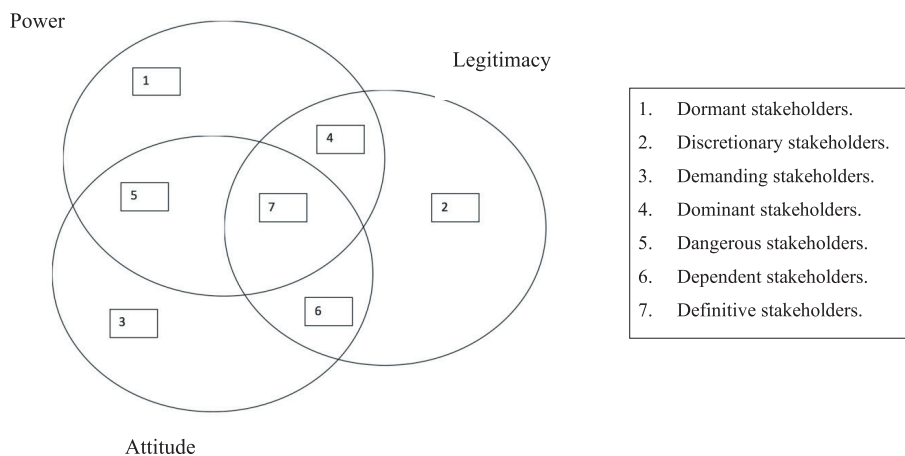 Power
Legitimacy
1
4
5
7
2
3
6
Attitude
1. Dormant stakeholders.
2. Discretionary stakeholders.
3. Demanding stakeholders.
4. Dominant stakeholders.
5. Dangerous stakeholders.
6. Dependent stakeholders.
7. Definitive stakeholders.